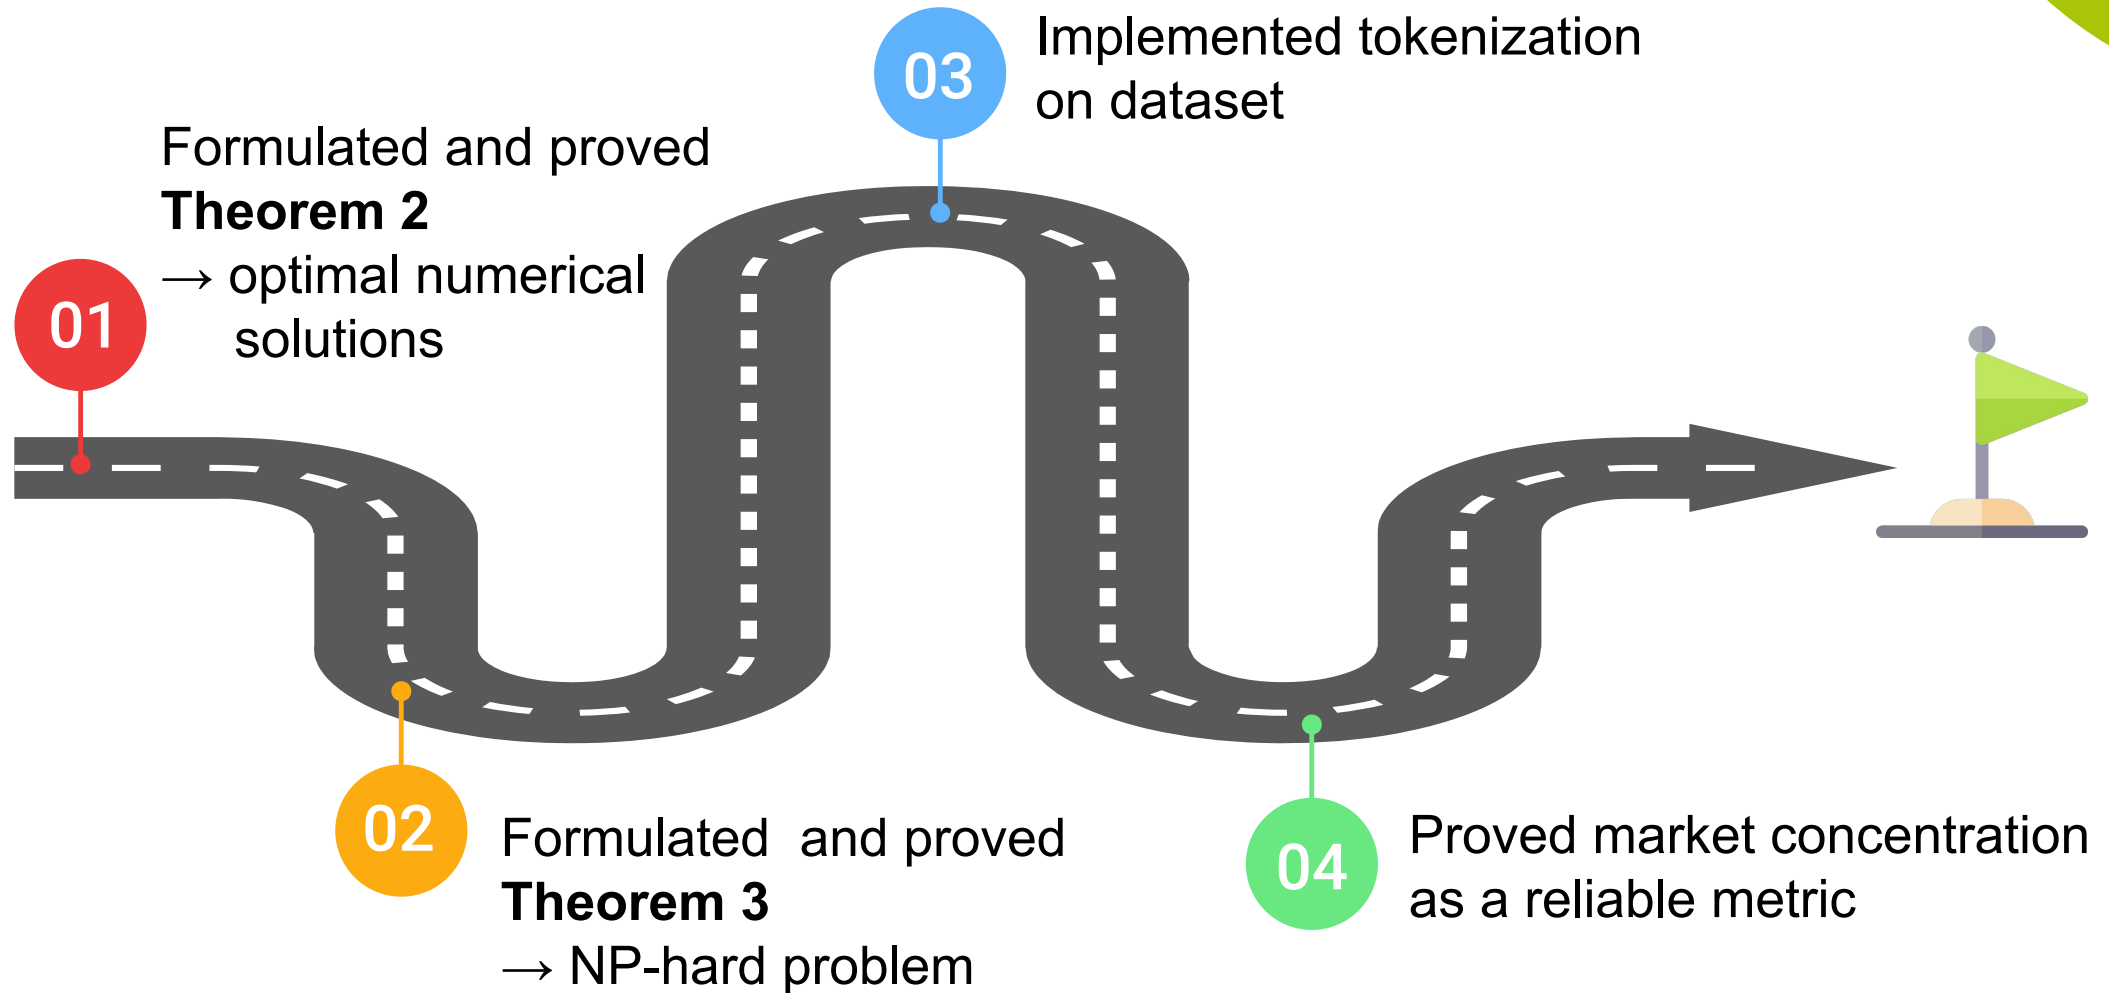 01
Formulated and proved
Theorem 2
→ optimal numerical
solutions
02
Formulated  and proved
Theorem 3
→ NP-hard problem
03
Implemented tokenization
on dataset
04
Proved market concentration
as a reliable metric